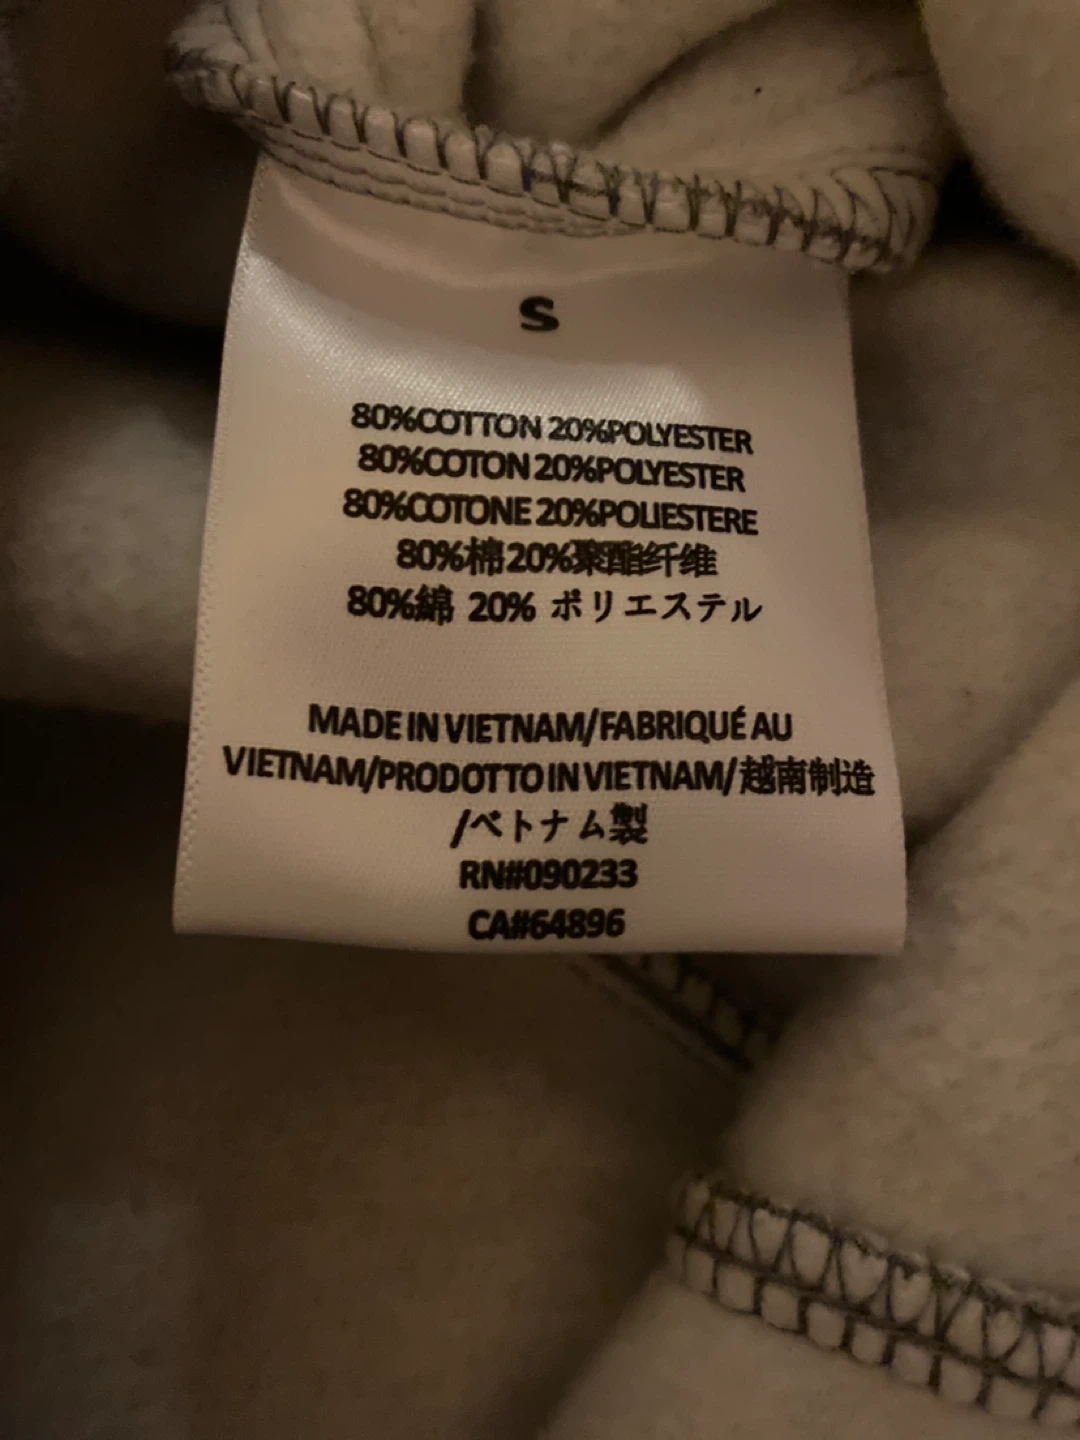 S
80%COTTON 20%POLYESTER
80%COTON 20%POLYESTER
80%COTONE 20%POLIESTERE
80%棉20%聚酯纤维
80%綿 20% ポリエステル
MADE IN VIETNAM/FABRIQUÉ AU
VIETNAM/PRODOTTO IN VIETNAM/越南制造
/ベトナム製
RN#090233
CA#64896